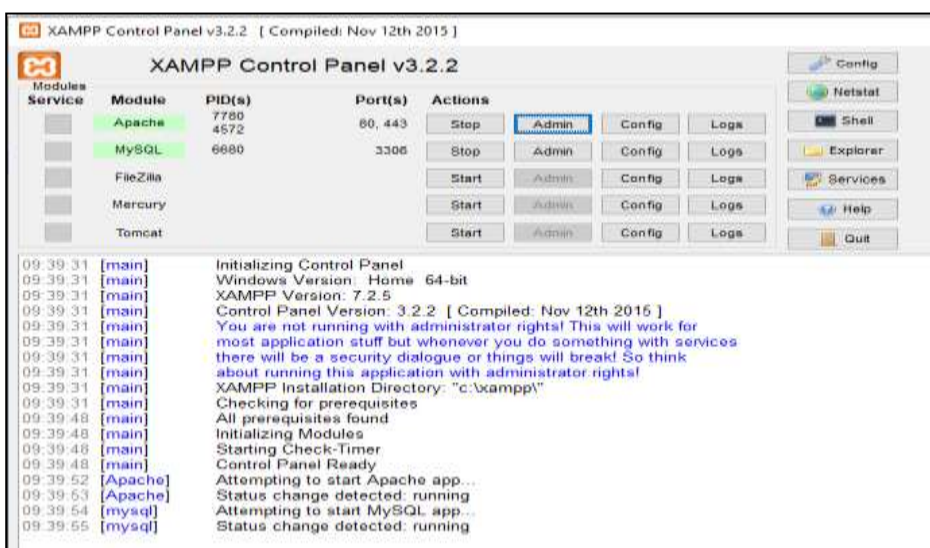 XAMPP Control Panel v3.2.2 [ Compiled: Nov 12th 2015 ]
XAMPP Control Panel v3.2.2
Config
Modules
Service Module PID(s) Port(s) Actions
Netstat
Apache 7780 4572 80, 443 Stop Admin Config Logs
Shell
MySQL 6680 3306 Stop Admin Config Logs
Explorer
FileZilla Start Admin Config Logs
Services
Mercury Start Admin Config Logs
Help
Tomcat Start Admin Config Logs
Quit
09:39:31 [main] Initializing Control Panel
09:39:31 [main] Windows Version: Home 64-bit
09:39:31 [main] XAMPP Version: 7.2.5
09:39:31 [main] Control Panel Version: 3.2.2 [ Compiled: Nov 12th 2015 ]
09:39:31 [main] You are not running with administrator rights! This will work for
09:39:31 [main] most application stuff but whenever you do something with services
09:39:31 [main] there will be a security dialogue or things will break! So think
09:39:31 [main] about running this application with administrator rights!
09:39:31 [main] XAMPP Installation Directory: "c:\xampp\"
09:39:31 [main] Checking for prerequisites
09:39:48 [main] All prerequisites found
09:39:48 [main] Initializing Modules
09:39:48 [main] Starting Check-Timer
09:39:48 [main] Control Panel Ready
09:39:52 [Apache] Attempting to start Apache app...
09:39:53 [Apache] Status change detected: running
09:39:54 [mysql] Attempting to start MySQL app...
09:39:55 [mysql] Status change detected: running